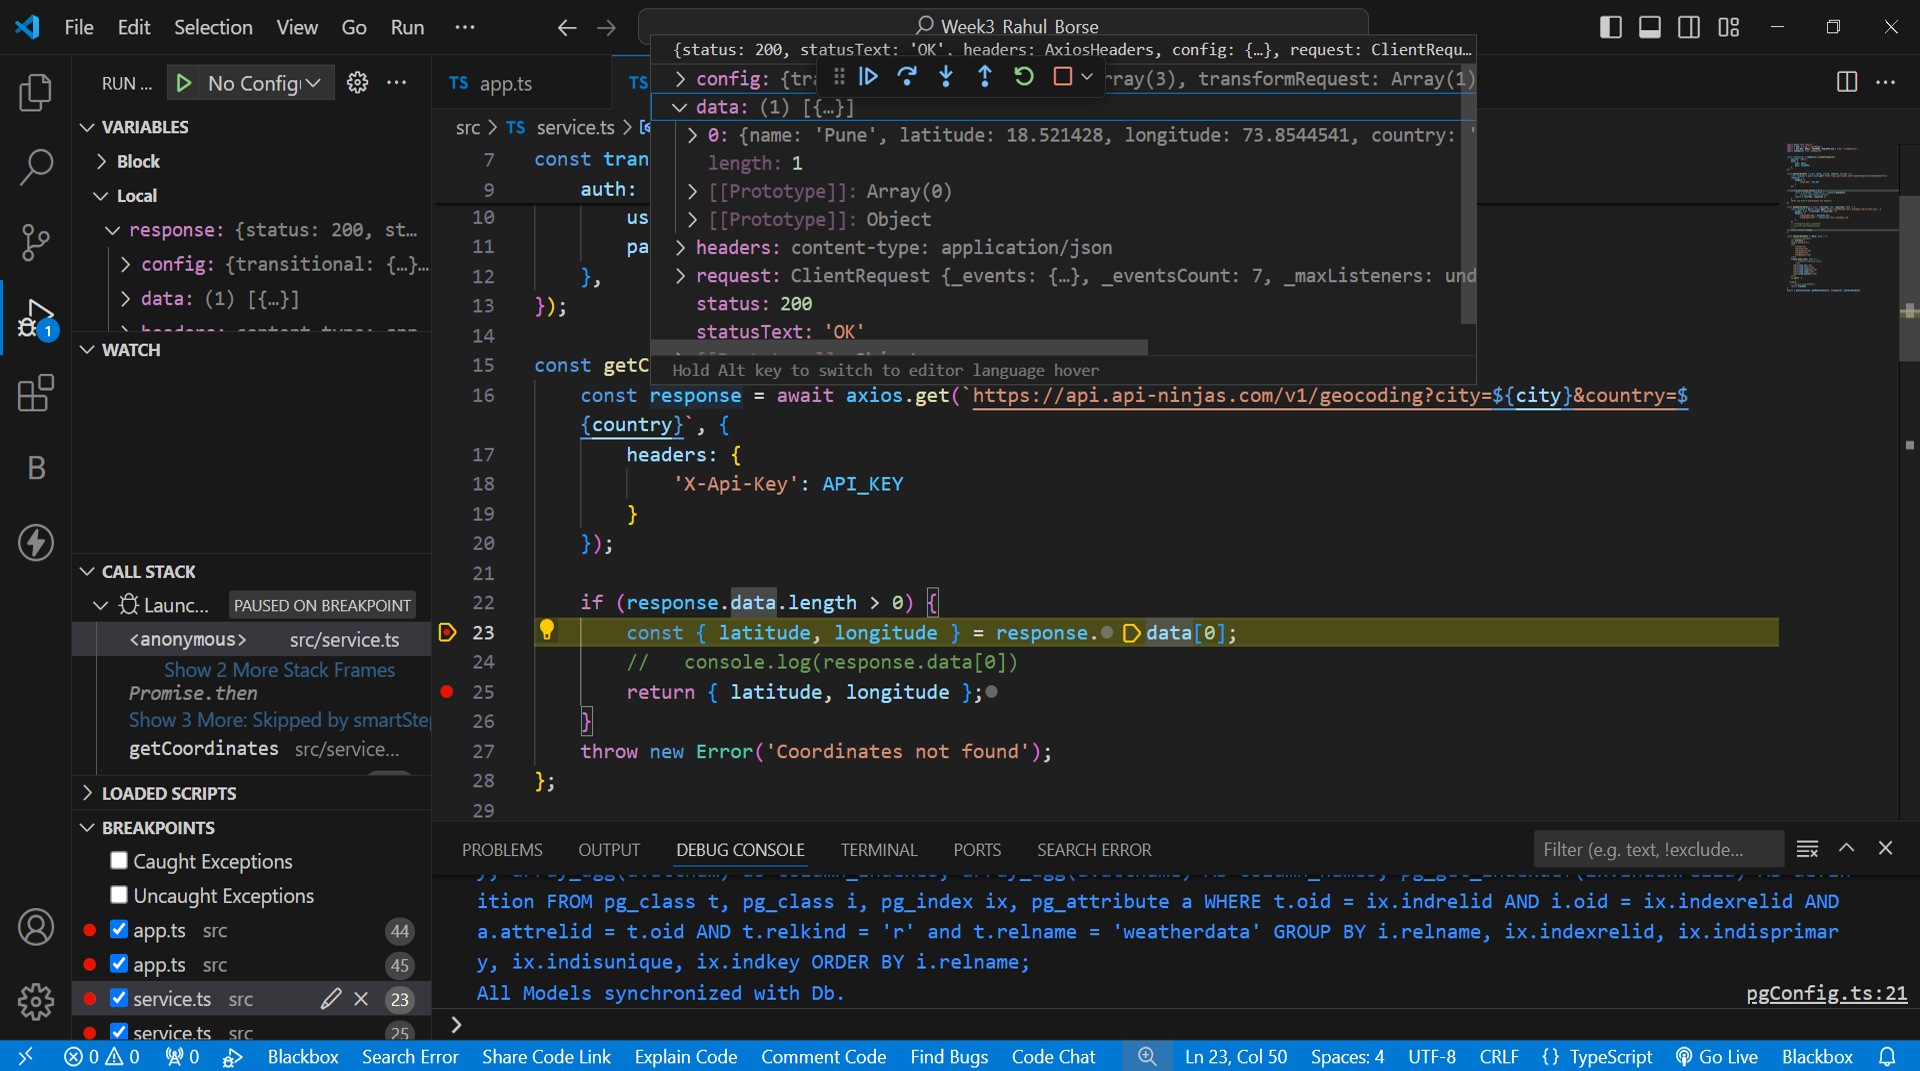 File Edit Selection View Go Run ···
Week3 Rahul Borse
RUN ... No Config ···
VARIABLES
Block
Local
response: {status: 200, st...
config: {transitional: {…}...
data: (1) [{…}]
WATCH
CALL STACK
Launc... PAUSED ON BREAKPOINT
<anonymous> src/service.ts
Show 2 More Stack Frames
Promise.then
Show 3 More: Skipped by smartStep
getCoordinates src/service...
LOADED SCRIPTS
BREAKPOINTS
Caught Exceptions
Uncaught Exceptions
app.ts src 44
app.ts src 45
service.ts src 23
service.ts src 25
TS app.ts TS
src > TS service.ts >
{status: 200, statusText: 'OK', headers: AxiosHeaders, config: {…}, request: ClientRequ…
config: {tra rray(3), transformRequest: Array(1)
data: (1) [{…}]
0: {name: 'Pune', latitude: 18.521428, longitude: 73.8544541, country: '
length: 1
[[Prototype]]: Array(0)
[[Prototype]]: Object
headers: content-type: application/json
request: ClientRequest {_events: {…}, _eventsCount: 7, _maxListeners: und
status: 200
statusText: 'OK'
Hold Alt key to switch to editor language hover
7 const tran
9 auth:
10 us
11 pa
12 },
13 });
14
15 const getC
16 const response = await axios.get(`https://api.api-ninjas.com/v1/geocoding?city=${city}&country=$
{country}`, {
17 headers: {
18 'X-Api-Key': API_KEY
19 }
20 });
21
22 if (response.data.length > 0) {
23 const { latitude, longitude } = response. data[0];
24 // console.log(response.data[0])
25 return { latitude, longitude };
26 }
27 throw new Error('Coordinates not found');
28 };
29
PROBLEMS OUTPUT DEBUG CONSOLE TERMINAL PORTS SEARCH ERROR Filter (e.g. text, !exclude...
ition FROM pg_class t, pg_class i, pg_index ix, pg_attribute a WHERE t.oid = ix.indrelid AND i.oid = ix.indexrelid AND
a.attrelid = t.oid AND t.relkind = 'r' and t.relname = 'weatherdata' GROUP BY i.relname, ix.indexrelid, ix.indisprimar
y, ix.indisunique, ix.indkey ORDER BY i.relname;
All Models synchronized with Db. pgConfig.ts:21
>
0 0 0 Blackbox Search Error Share Code Link Explain Code Comment Code Find Bugs Code Chat Ln 23, Col 50 Spaces: 4 UTF-8 CRLF {} TypeScript Go Live Blackbox